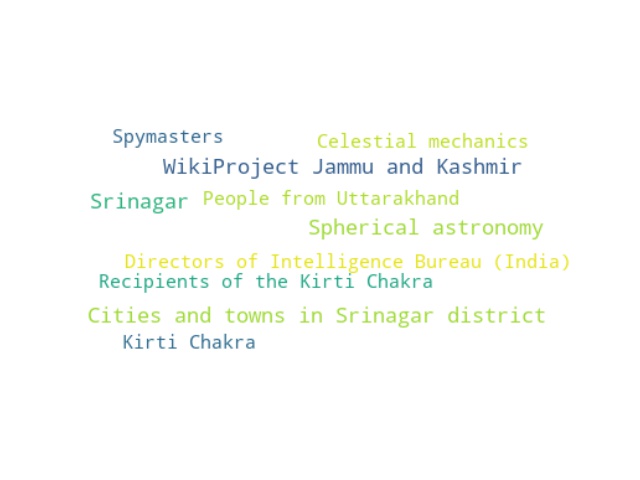 Spymasters
Celestial mechanics
WikiProject Jammu and Kashmir
Srinagar
People from Uttarakhand
Spherical astronomy
Directors of Intelligence Bureau (India)
Recipients of the Kirti Chakra
Cities and towns in Srinagar district
Kirti Chakra